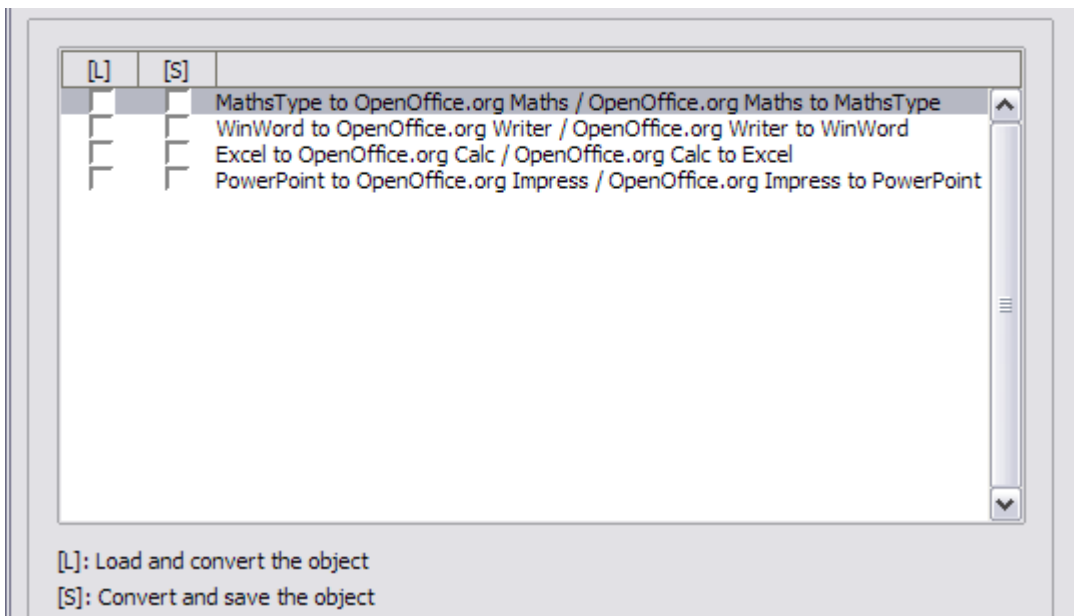 [L] [S]
MathsType to OpenOffice.org Maths / OpenOffice.org Maths to MathsType
WinWord to OpenOffice.org Writer / OpenOffice.org Writer to WinWord
Excel to OpenOffice.org Calc / OpenOffice.org Calc to Excel
PowerPoint to OpenOffice.org Impress / OpenOffice.org Impress to PowerPoint
[L]: Load and convert the object
[S]: Convert and save the object